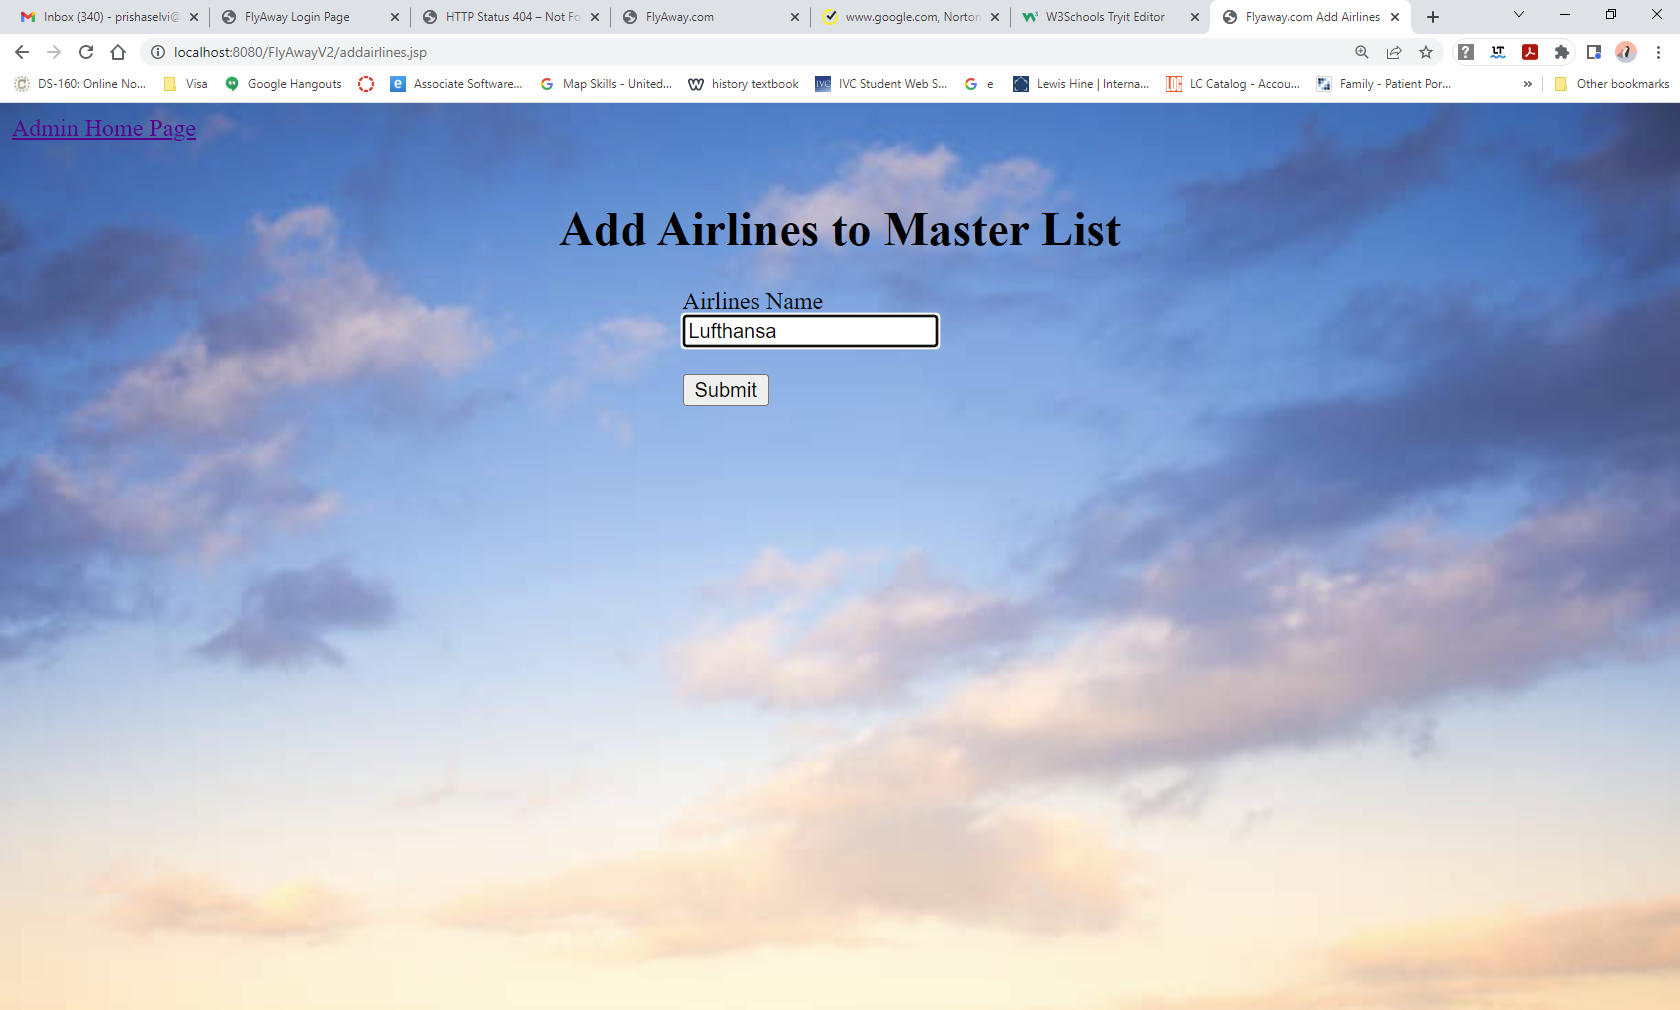 Inbox (340) - prishaselvi@
FlyAway Login Page
HTTP Status 404 – Not Fo
FlyAway.com
www.google.com, Norton
W3Schools Tryit Editor
Flyaway.com Add Airlines
localhost:8080/FlyAwayV2/addairlines.jsp
DS-160: Online No...
Visa
Google Hangouts
Associate Software...
Map Skills - United...
history textbook
IVC Student Web S...
e
Lewis Hine | Interna...
LC Catalog - Accou...
Family - Patient Por...
»
Other bookmarks
Admin Home Page
Add Airlines to Master List
Airlines Name
Lufthansa
Submit